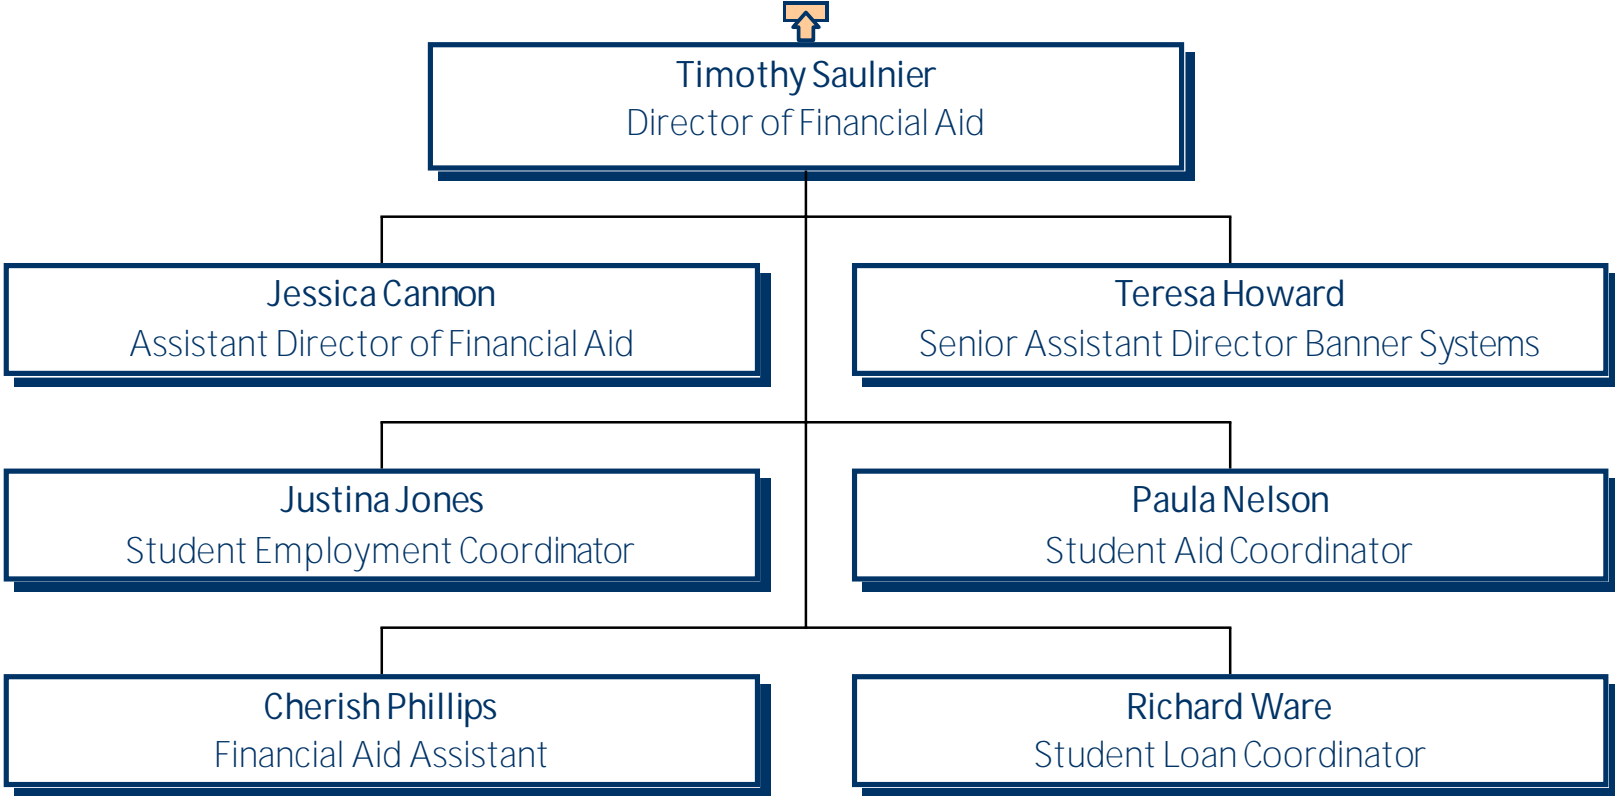 Timothy Saulnier
Director of Financial Aid
Jessica Cannon
Assistant Director of Financial Aid
Teresa Howard
Senior Assistant Director Banner Systems
Justina Jones
Student Employment Coordinator
Paula Nelson
Student Aid Coordinator
Cherish Phillips
Financial Aid Assistant
Richard Ware
Student Loan Coordinator